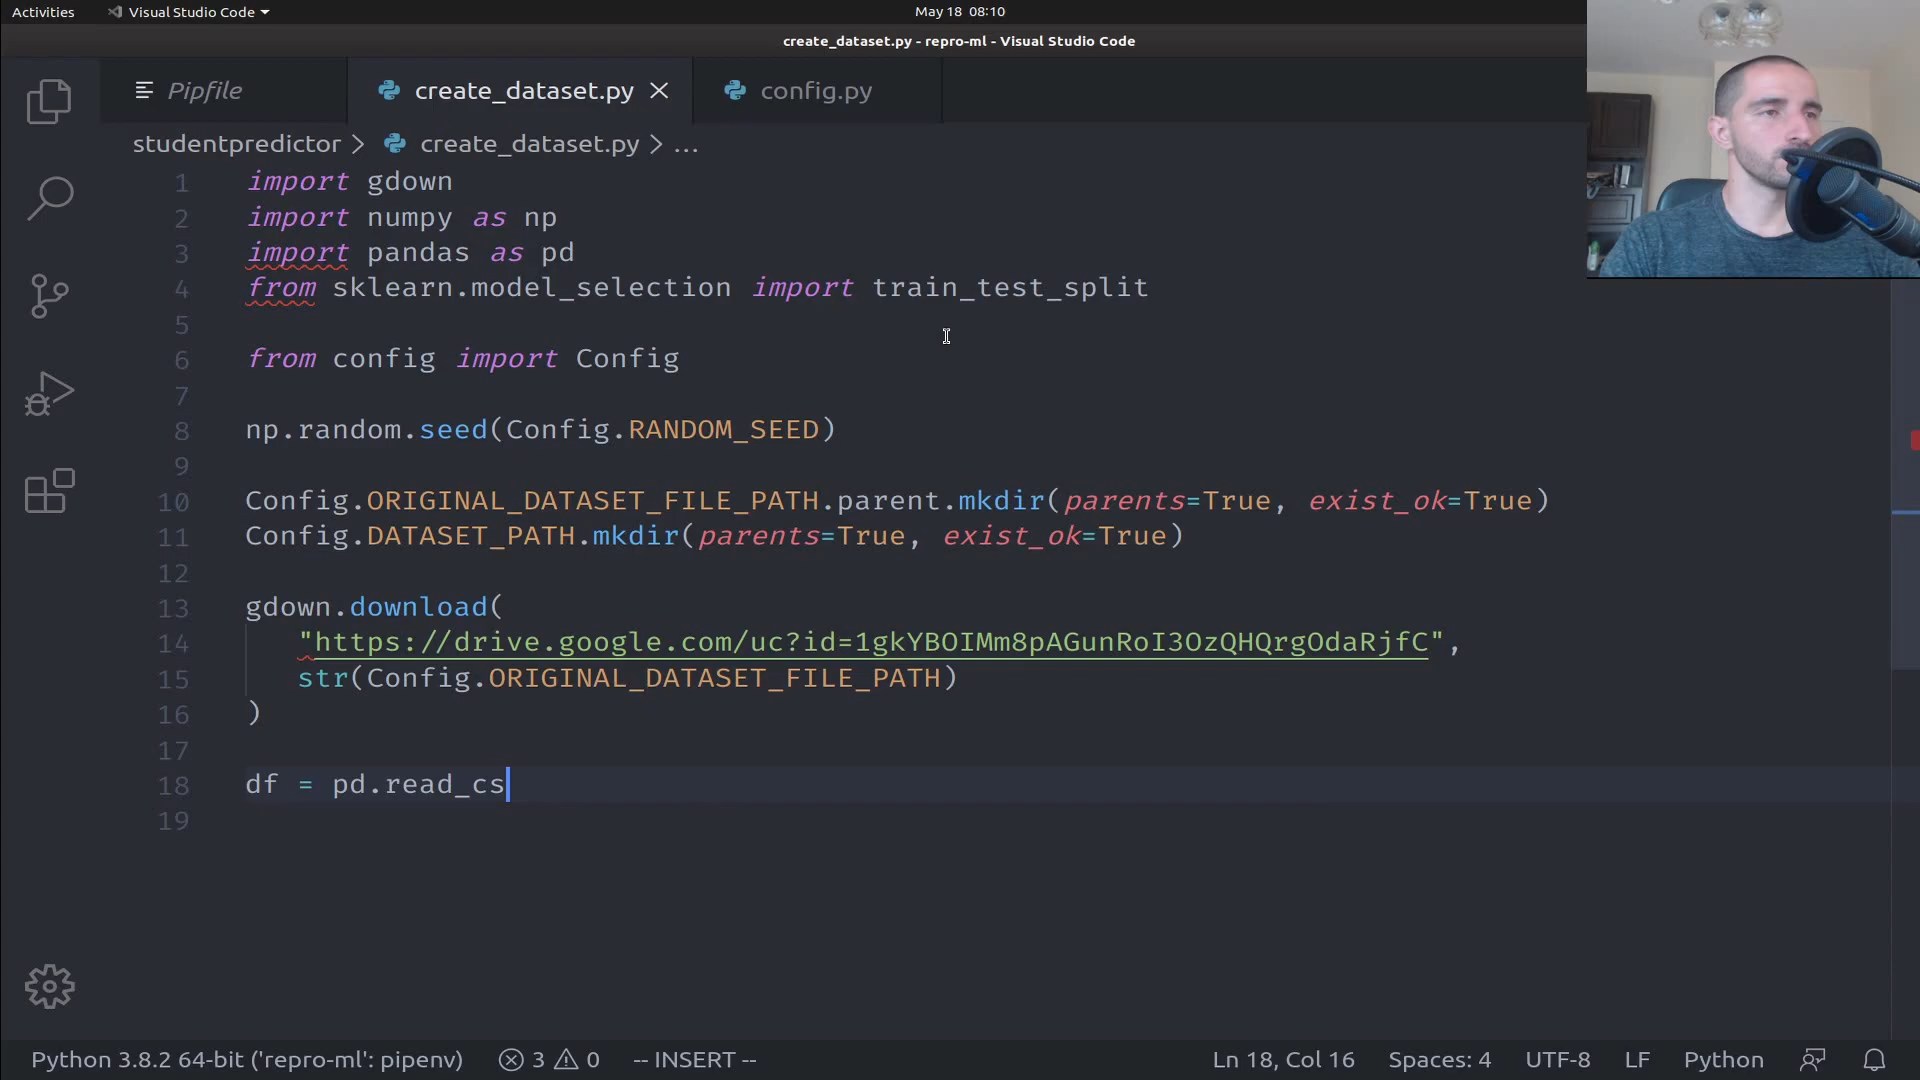 Activities
Visual Studio Code
May 18 08:10
create_dataset.py - repro-ml - Visual Studio Code
Pipfile
create_dataset.py
config.py
studentpredictor > create_dataset.py > ...
1 import gdown
2 import numpy as np
3 import pandas as pd
4 from sklearn.model_selection import train_test_split
5
6 from config import Config
7
8 np.random.seed(Config.RANDOM_SEED)
9
10 Config.ORIGINAL_DATASET_FILE_PATH.parent.mkdir(parents=True, exist_ok=True)
11 Config.DATASET_PATH.mkdir(parents=True, exist_ok=True)
12
13 gdown.download(
14 "https://drive.google.com/uc?id=1gkYBOIMm8pAGunRoI3OzQHQrgOdaRjfC",
15 str(Config.ORIGINAL_DATASET_FILE_PATH)
16 )
17
18 df = pd.read_cs
19
Python 3.8.2 64-bit ('repro-ml': pipenv) 3 0 -- INSERT -- Ln 18, Col 16 Spaces: 4 UTF-8 LF Python